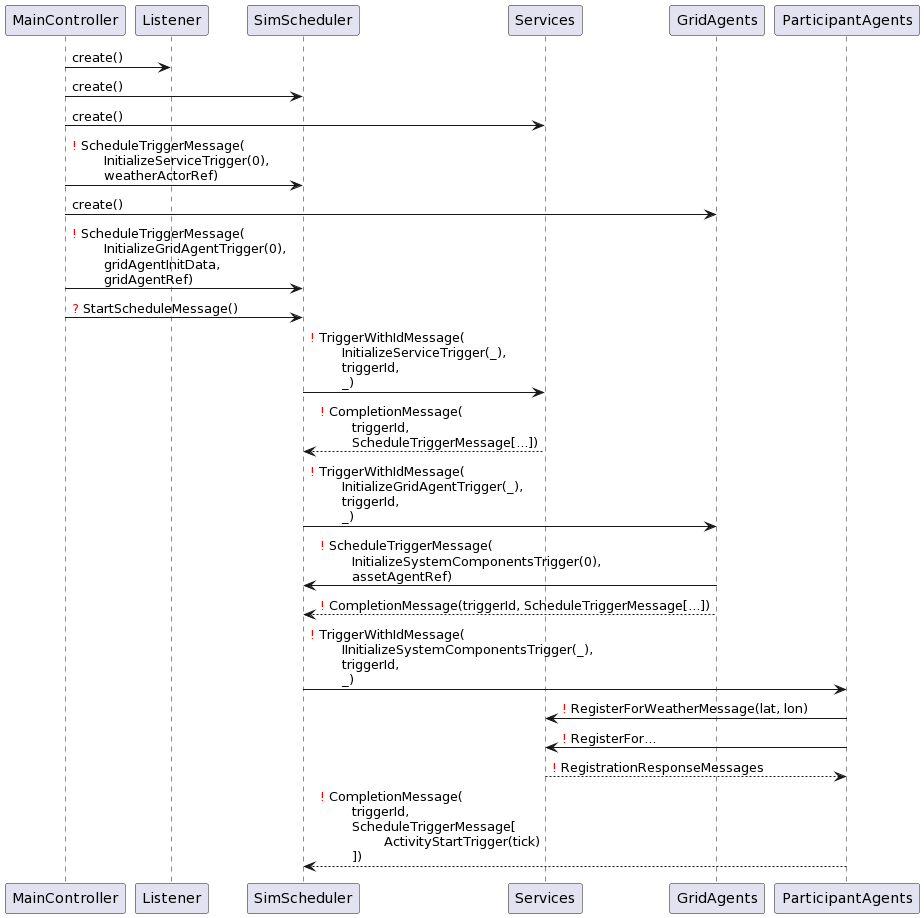 MainController Listener SimScheduler Services GridAgents ParticipantAgents
create()
create()
create()
! ScheduleTriggerMessage(
InitializeServiceTrigger(0),
weatherActorRef)
create()
! ScheduleTriggerMessage(
InitializeGridAgentTrigger(0),
gridAgentInitData,
gridAgentRef)
? StartScheduleMessage()
! TriggerWithIdMessage(
InitializeServiceTrigger(_),
triggerId,
_)
! CompletionMessage(
triggerId,
ScheduleTriggerMessage[...])
! TriggerWithIdMessage(
InitializeGridAgentTrigger(_),
triggerId,
_)
! ScheduleTriggerMessage(
InitializeSystemComponentsTrigger(0),
assetAgentRef)
! CompletionMessage(triggerId, ScheduleTriggerMessage[...])
! TriggerWithIdMessage(
IInitializeSystemComponentsTrigger(_),
triggerId,
_)
! RegisterForWeatherMessage(lat, lon)
! RegisterFor...
! RegistrationResponseMessages
! CompletionMessage(
triggerId,
ScheduleTriggerMessage[
ActivityStartTrigger(tick)
])
MainController Listener SimScheduler Services GridAgents ParticipantAgents